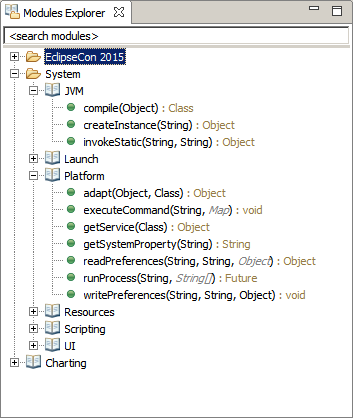 Modules Explorer
<search modules>
EclipseCon 2015
System
JVM
compile(Object) : Class
createInstance(String) : Object
invokeStatic(String, String) : Object
Launch
Platform
adapt(Object, Class) : Object
executeCommand(String, Map) : void
getService(Class) : Object
getSystemProperty(String) : String
readPreferences(String, String, Object) : Object
runProcess(String, String[]) : Future
writePreferences(String, String, Object) : void
Resources
Scripting
UI
Charting